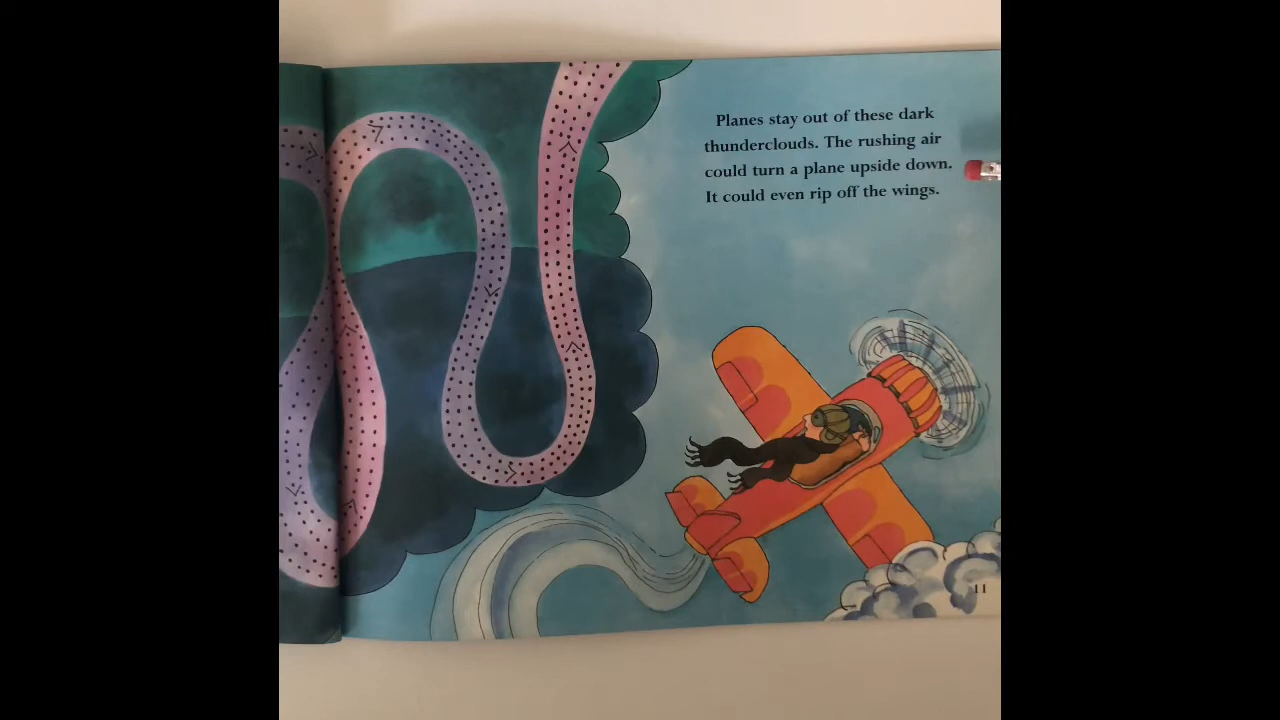 Planes stay out of these dark
thunderclouds. The rushing air
could turn a plane upside down.
It could even rip off the wings.
11